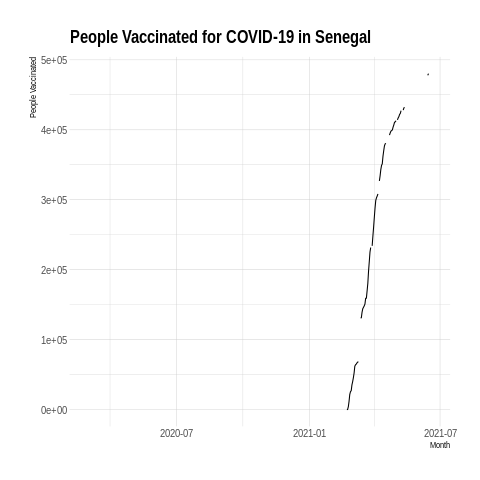 People Vaccinated for COVID-19 in Senegal
People Vaccinated
5e+05
4e+05
3e+05
2e+05
1e+05
0e+00
2020-07
2021-01
2021-07
Month